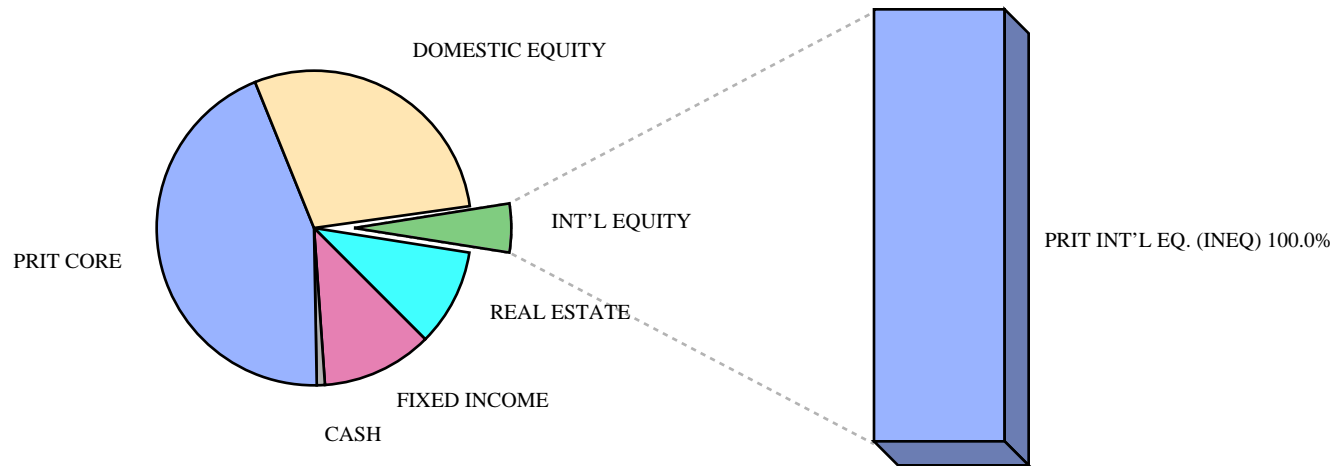 DOMESTIC EQUITY
INT'L EQUITY
PRIT INT'L EQ. (INEQ) 100.0%
PRIT CORE
REAL ESTATE
FIXED INCOME
CASH